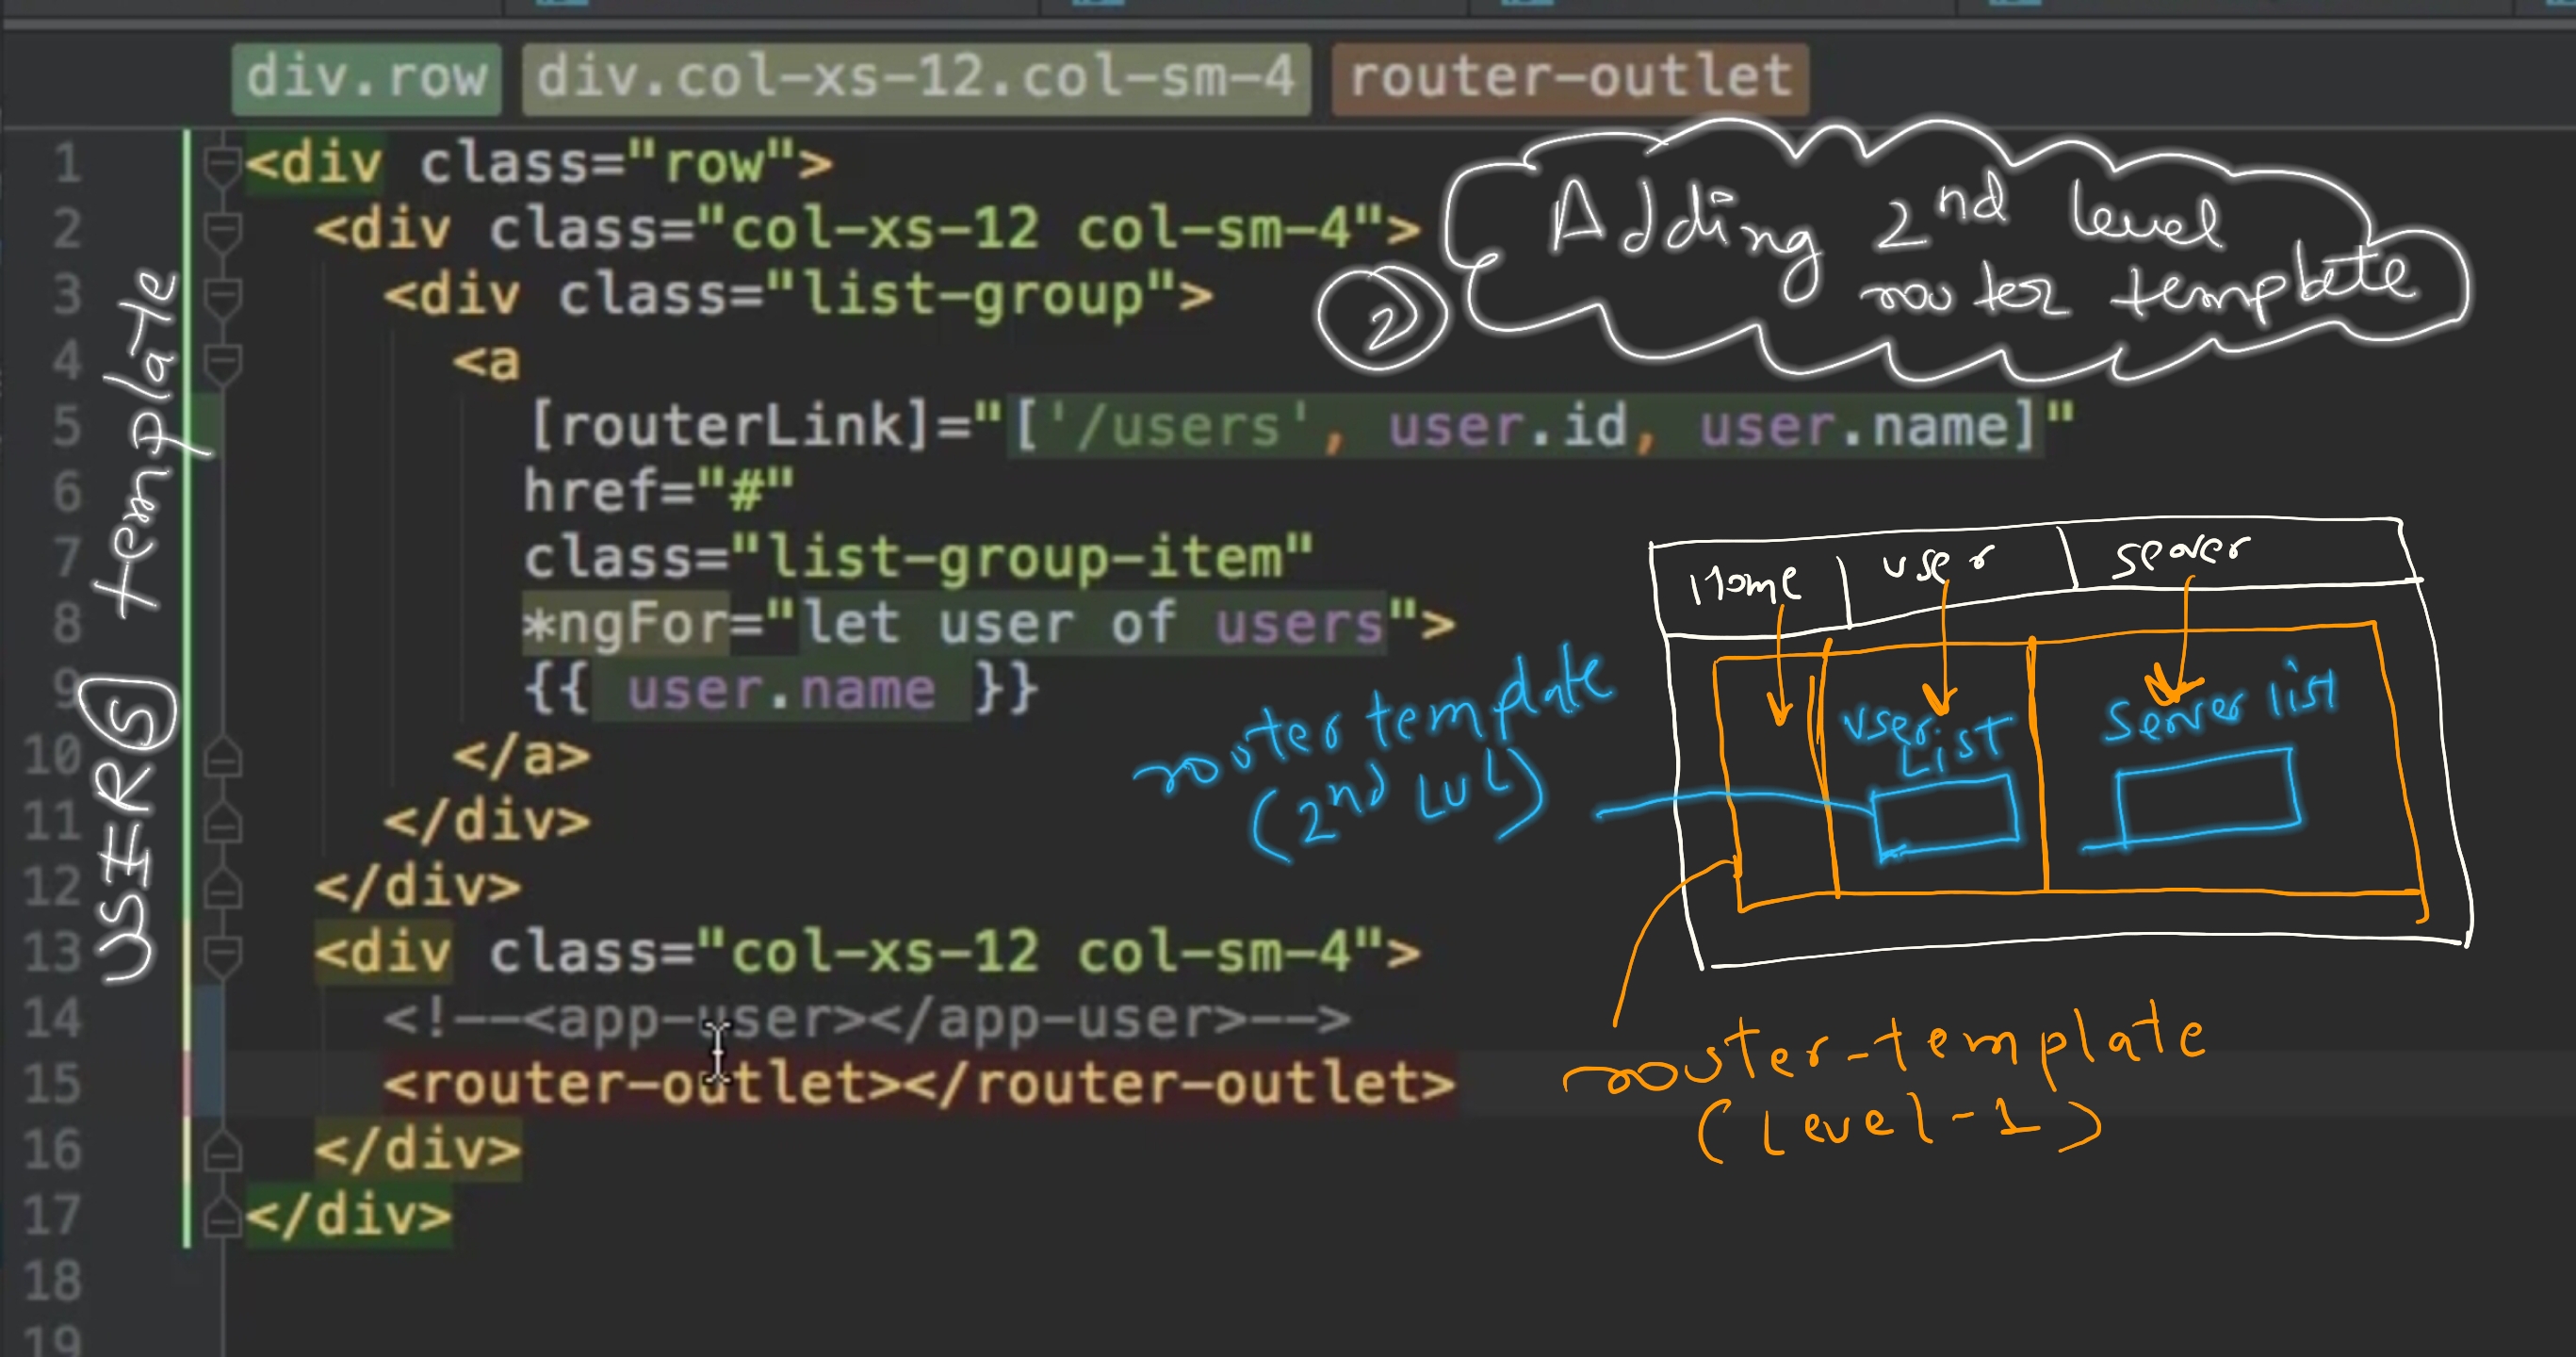 div.row div.col-xs-12.col-sm-4 router-outlet
1 <div class="row">
2 <div class="col-xs-12 col-sm-4">
3 <div class="list-group">
4 <a
5 [routerLink]="['/users', user.id, user.name]"
6 href="#"
7 class="list-group-item"
8 *ngFor="let user of users">
9 {{ user.name }}
10 </a>
11 </div>
12 </div>
13 <div class="col-xs-12 col-sm-4">
14 <!--<app-user></app-user>-->
15 <router-outlet></router-outlet>
16 </div>
17 </div>
18
19
USERS template
2
Adding 2nd level
router template
Home user server
user
List
Server list
router template
(2nd LVL)
router-template
(Level-1)